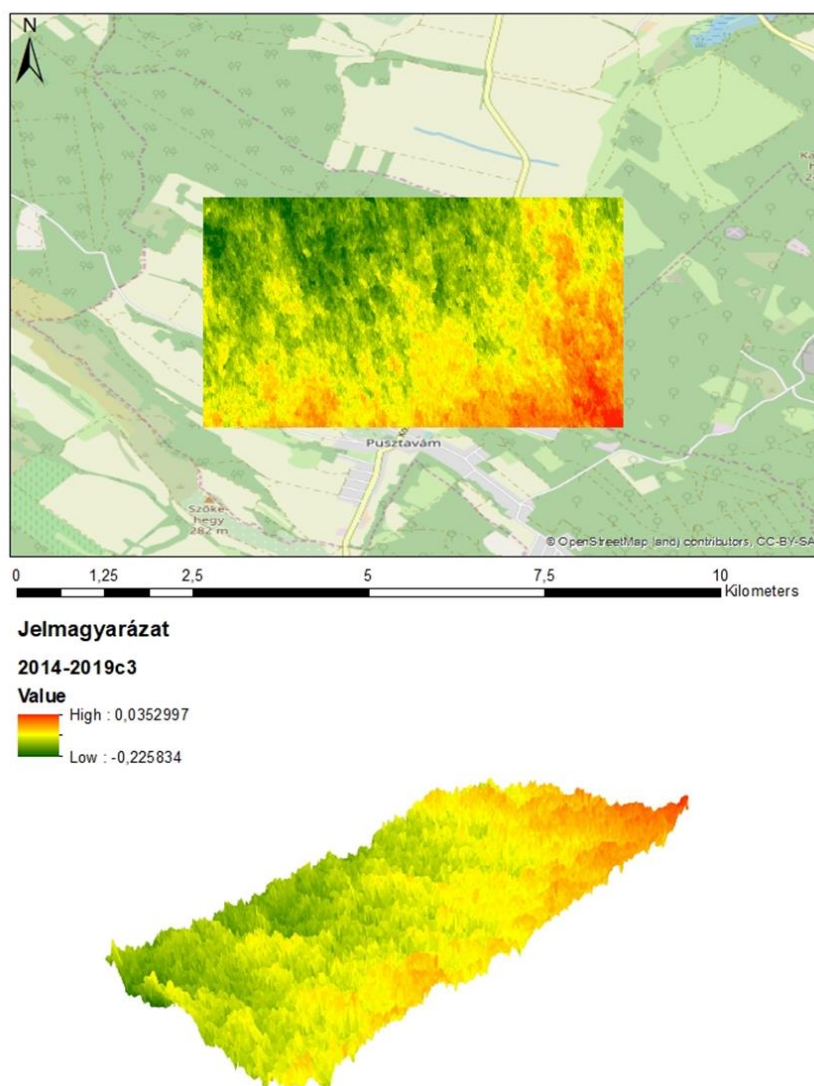 N
Pusztavám
Szőke-
hegy
282 m
© OpenStreetMap (and) contributors, CC-BY-SA
0 1,25 2,5 5 7,5 10
Kilometers
Jelmagyarázat
2014-2019c3
Value
High : 0,0352997
Low : -0,225834